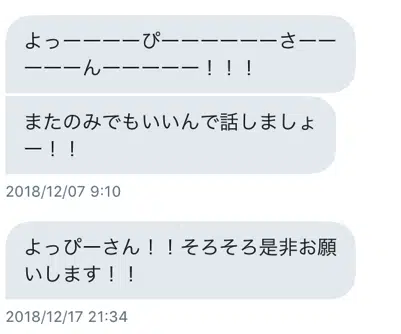 よっーーーーぴーーーーーーさーー
ーーーんーーーーー！！！
またのみでもいいんで話しましょ
ー！！
2018/12/07 9:10
よっぴーさん！！そろそろ是非お願
いします！！
2018/12/17 21:34